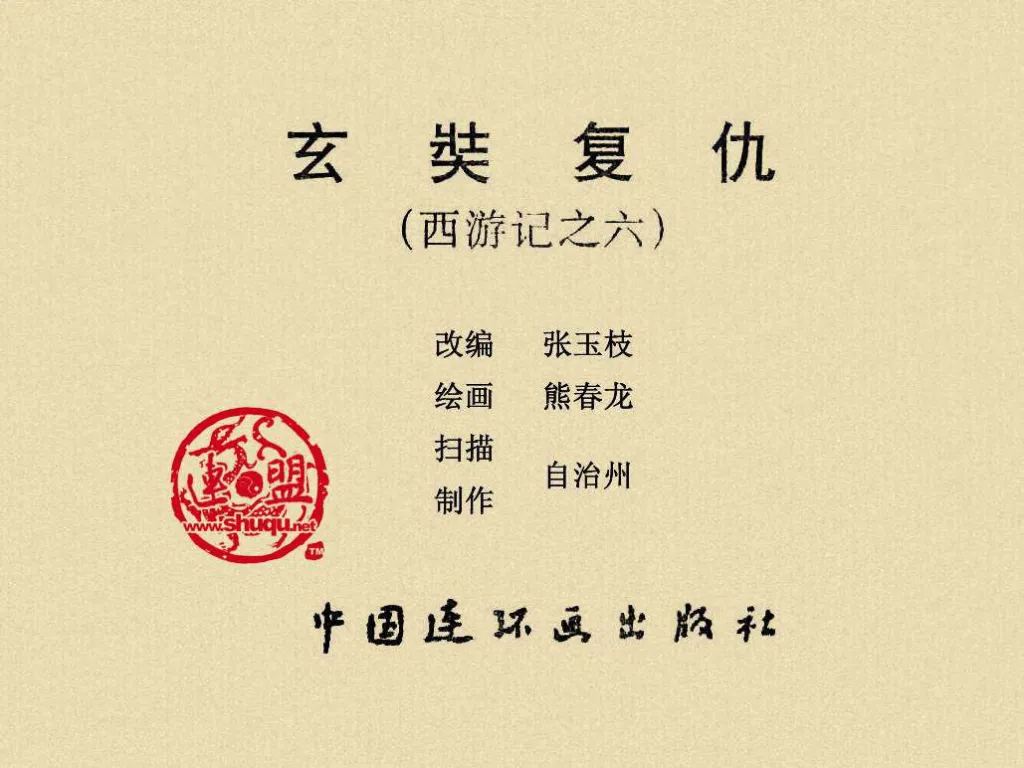 玄奘复仇
(西游记之六)
改编 张玉枝
绘画 熊春龙
扫描
制作 自治州
連盟
www.shuqu.net
TM
中国连环画出版社